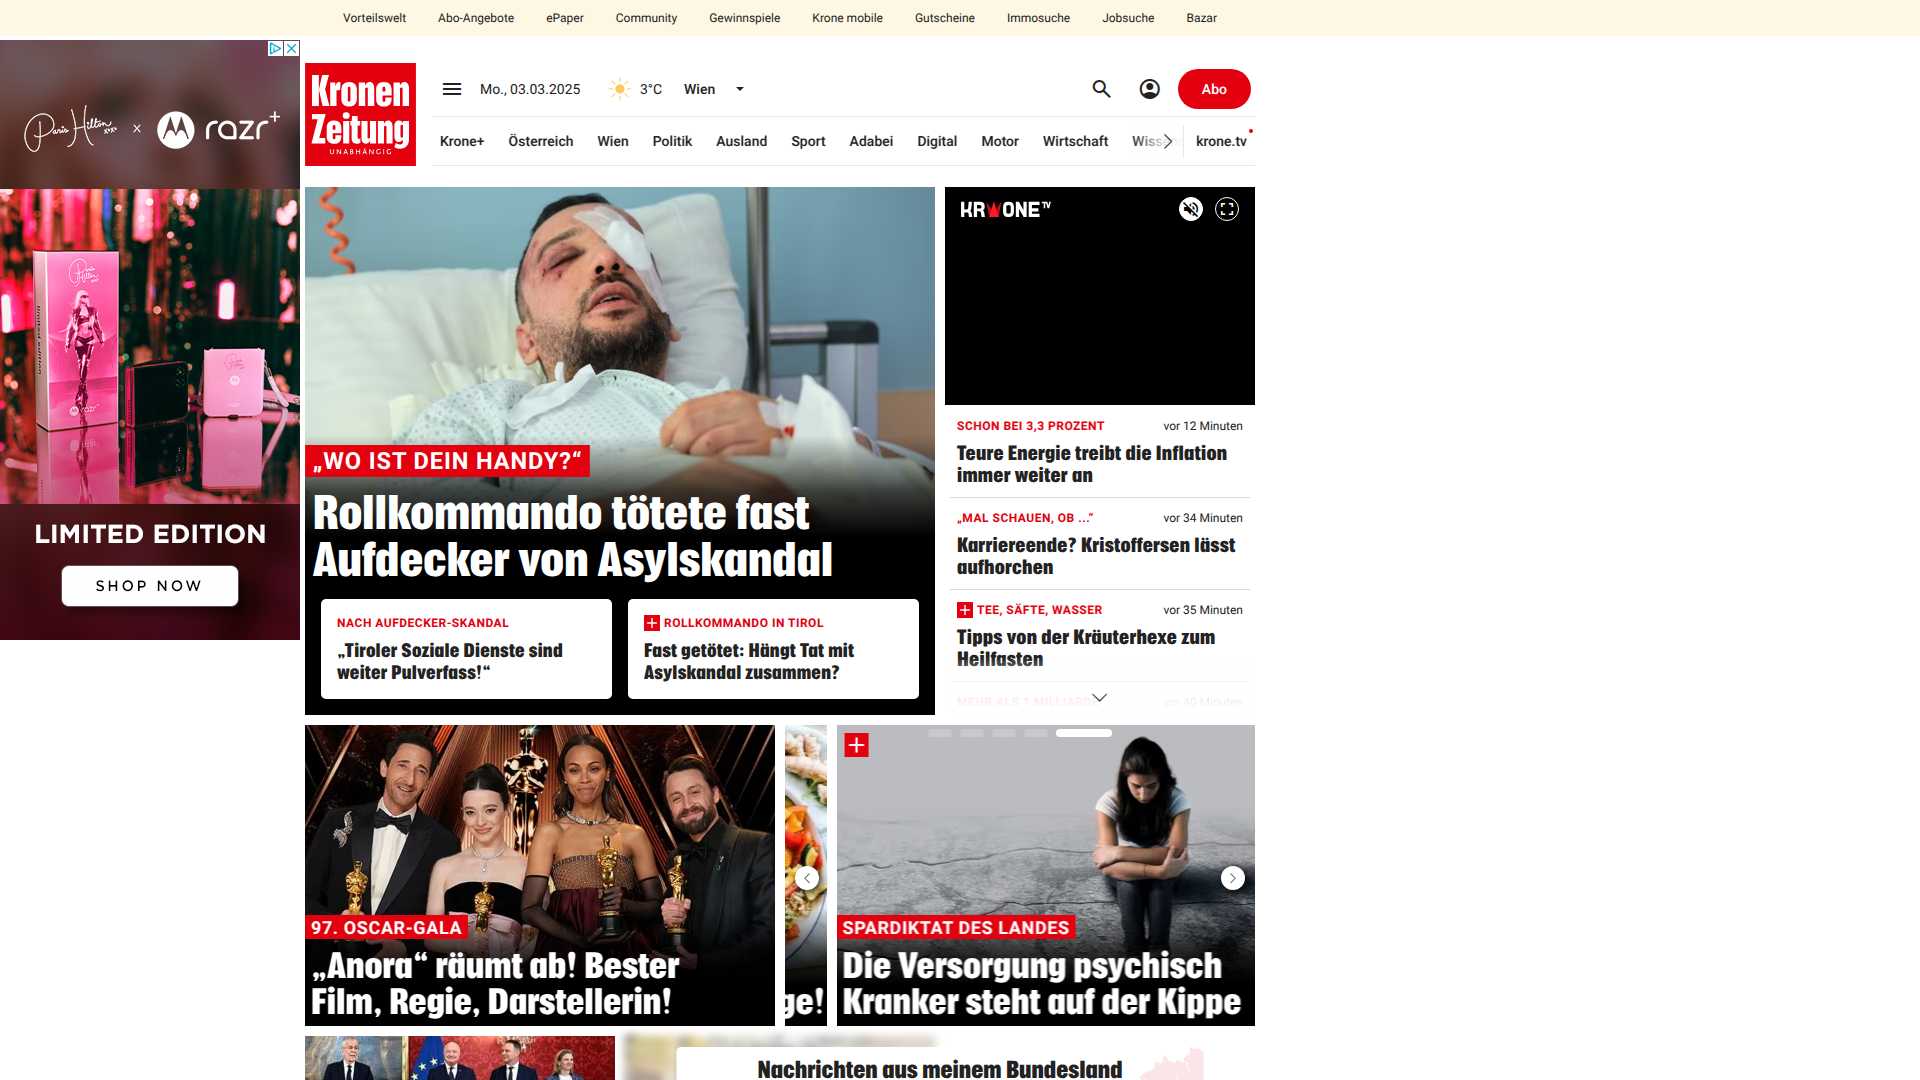 Vorteilswelt Abo-Angebote ePaper Community Gewinnspiele Krone mobile Gutscheine Immosuche Jobsuche Bazar
Paris Hilton xoxo x razr+
LIMITED EDITION
SHOP NOW
Kronen
Zeitung
UNABHÄNGIG
Mo., 03.03.2025 3°C Wien
Abo
Krone+ Österreich Wien Politik Ausland Sport Adabei Digital Motor Wirtschaft krone.tv
„WO IST DEIN HANDY?“
Rollkommando tötete fast
Aufdecker von Asylskandal
NACH AUFDECKER-SKANDAL
„Tiroler Soziale Dienste sind
weiter Pulverfass!“
ROLLKOMMANDO IN TIROL
Fast getötet: Hängt Tat mit
Asylskandal zusammen?
KRONE TV
SCHON BEI 3,3 PROZENT vor 12 Minuten
Teure Energie treibt die Inflation
immer weiter an
„MAL SCHAUEN, OB ...“ vor 34 Minuten
Karriereende? Kristoffersen lässt
aufhorchen
TEE, SÄFTE, WASSER vor 35 Minuten
Tipps von der Kräuterhexe zum
Heilfasten
97. OSCAR-GALA
„Anora“ räumt ab! Bester
Film, Regie, Darstellerin!
ge!
SPARDIKTAT DES LANDES
Die Versorgung psychisch
Kranker steht auf der Kippe
Nachrichten aus meinem Bundesland